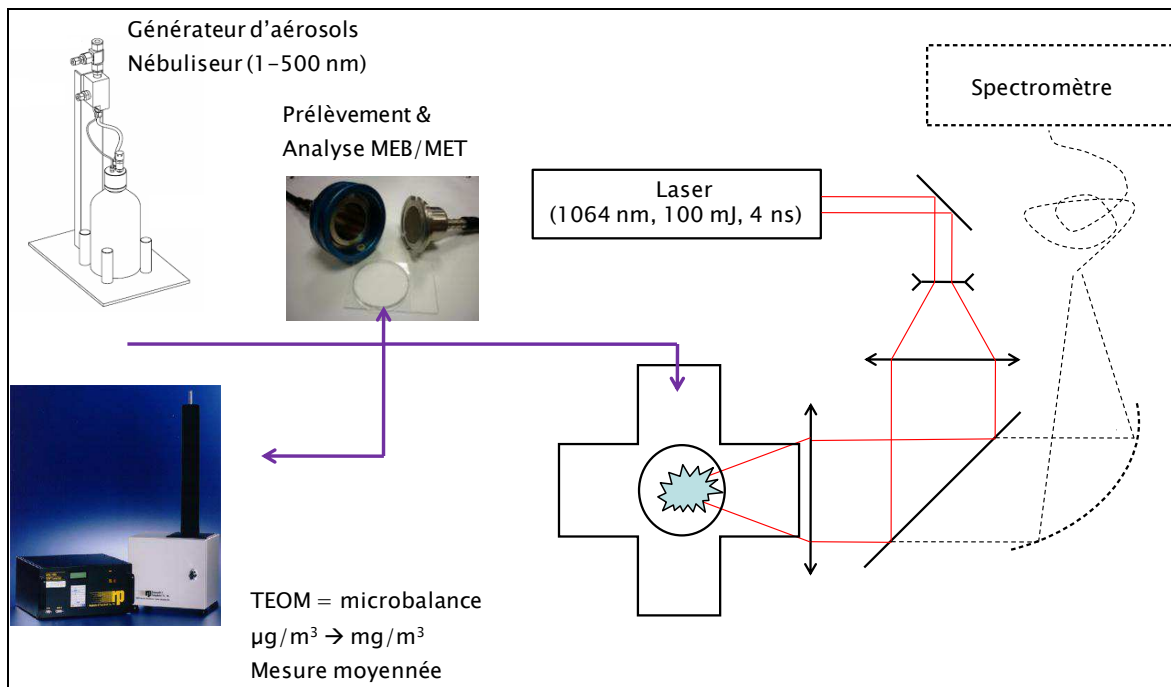 Générateur d'aérosols
Nébuliseur (1-500 nm)
Prélèvement &
Analyse MEB/MET
Spectromètre
Laser
(1064 nm, 100 mJ, 4 ns)
TEOM = microbalance
µg/m³ → mg/m³
Mesure moyennée
rp